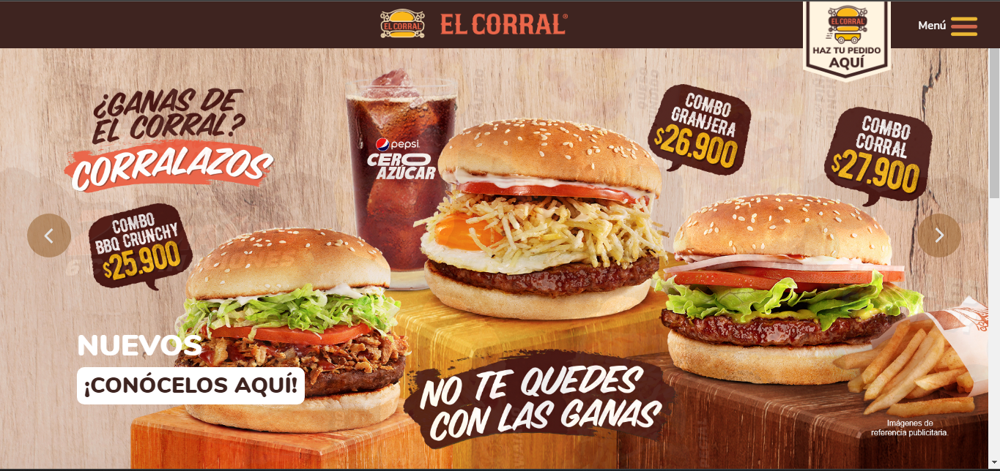 EL CORRAL
EL CORRAL®
EL CORRAL
HAZ TU PEDIDO
AQUÍ
Menú
¿GANAS DE
EL CORRAL?
CORRALAZOS
pepsi.
CERO
AZÚCAR
COMBO
GRANJERA
$26.900
COMBO
CORRAL
$27.900
COMBO
BBQ CRUNCHY
$25.900
NUEVOS
¡CONÓCELOS AQUÍ!
NO TE QUEDES
CON LAS GANAS
Imágenes de
referencia publicitaria.